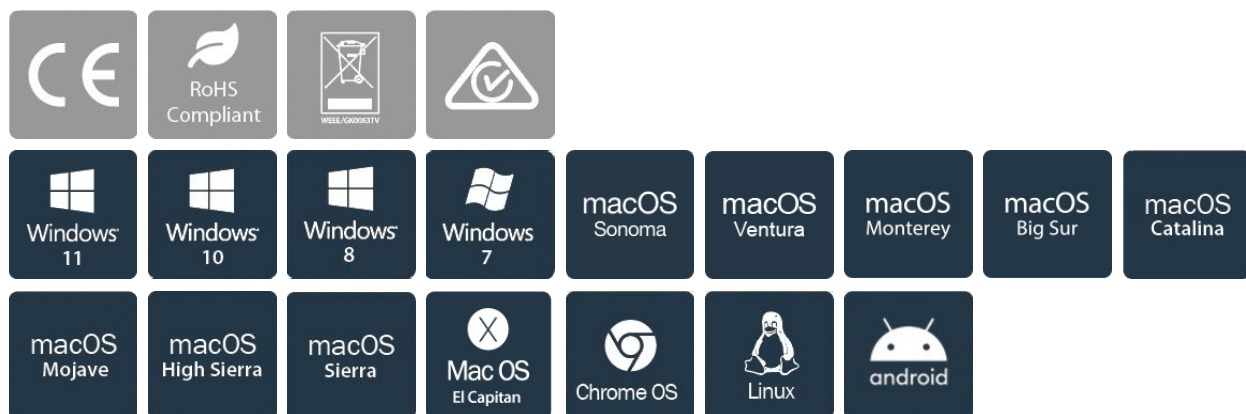 CE
RoHS
Compliant
WEEE/GK0063TV
Windows
11
Windows
10
Windows
8
Windows
7
macOS
Sonoma
macOS
Ventura
macOS
Monterey
macOS
Big Sur
macOS
Catalina
macOS
Mojave
macOS
High Sierra
macOS
Sierra
X
Mac OS
El Capitan
Chrome OS
Linux
android